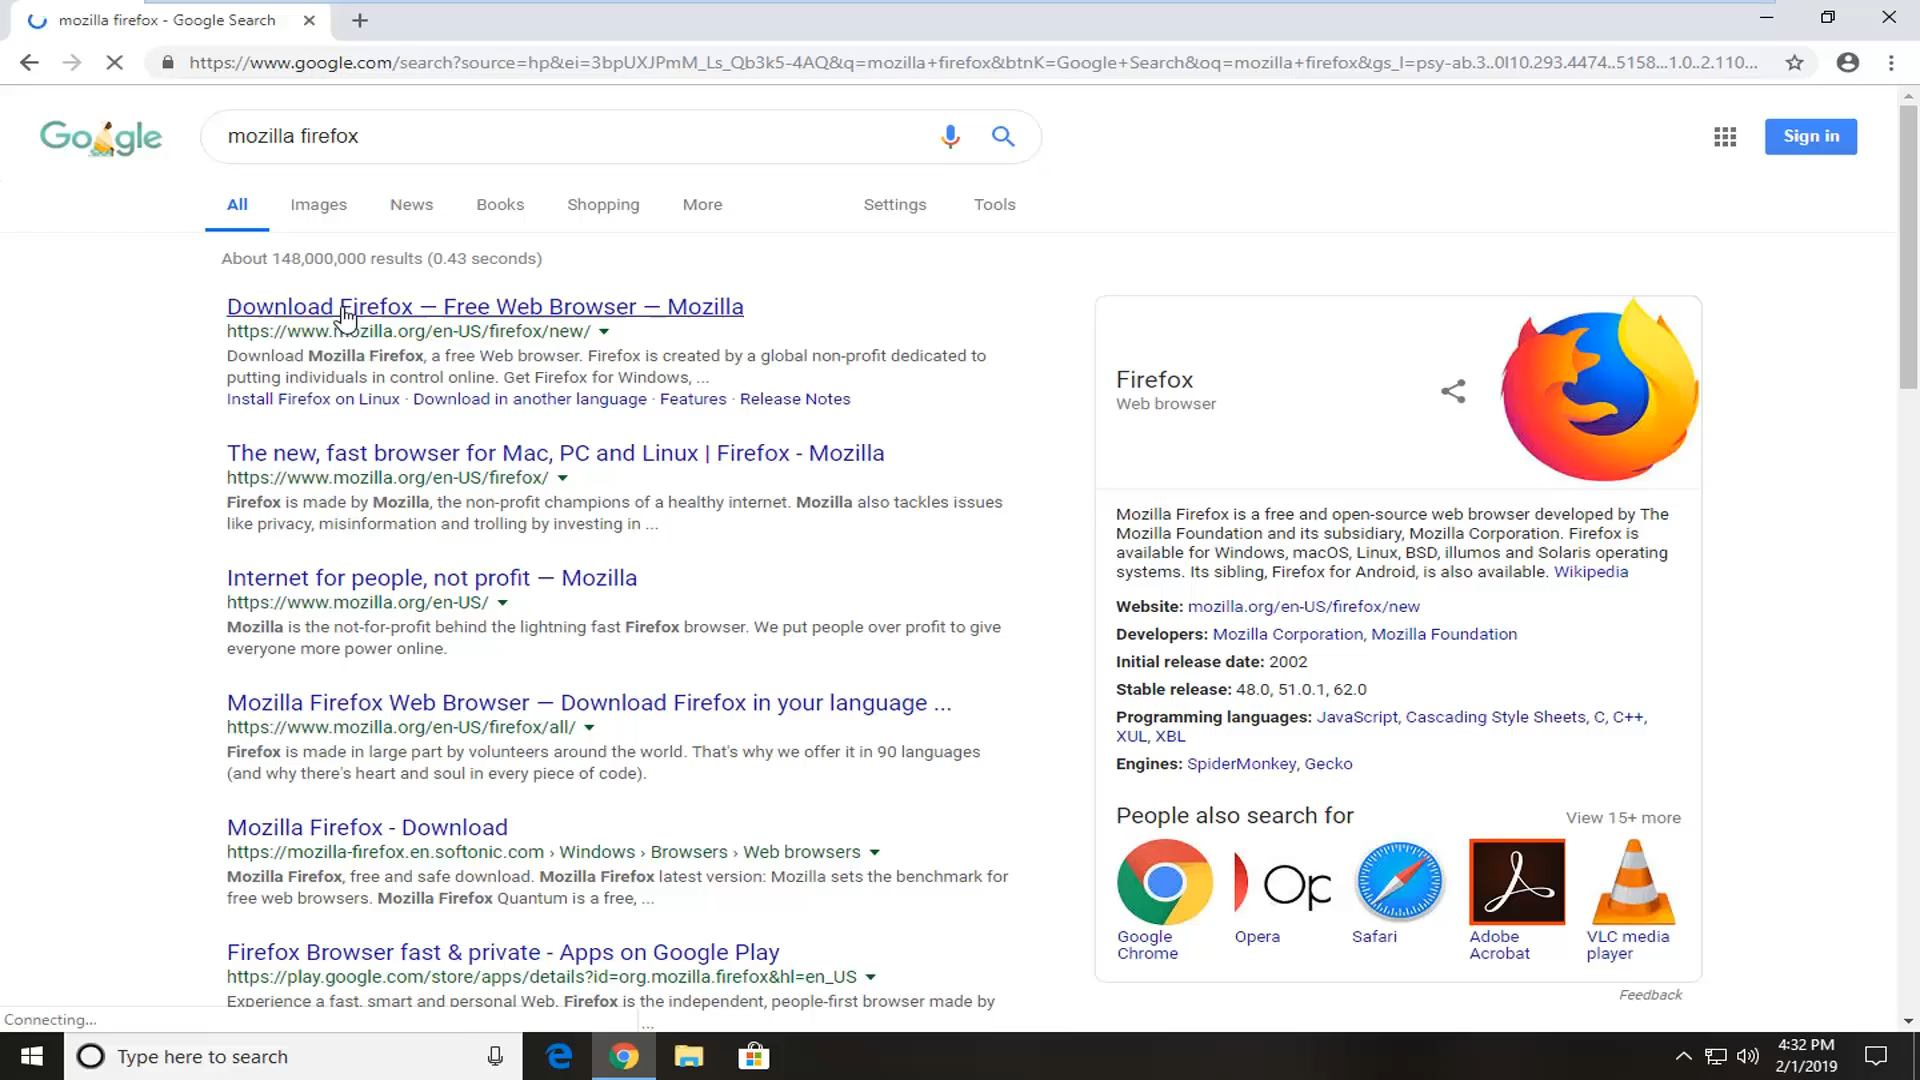 mozilla firefox - Google Search
https://www.google.com/search?source=hp&ei=3bpUXJPmM_Ls_Qb3k5-4AQ&q=mozilla+firefox&btnK=Google+Search&oq=mozilla+firefox&gs_l=psy-ab.3..0l10.293.4474..5158...1.0..2.110...
Google
mozilla firefox
Sign in
All Images News Books Shopping More Settings Tools
About 148,000,000 results (0.43 seconds)
Download Firefox — Free Web Browser — Mozilla
https://www.mozilla.org/en-US/firefox/new/
Download Mozilla Firefox, a free Web browser. Firefox is created by a global non-profit dedicated to
putting individuals in control online. Get Firefox for Windows, ...
Install Firefox on Linux · Download in another language · Features · Release Notes
The new, fast browser for Mac, PC and Linux | Firefox - Mozilla
https://www.mozilla.org/en-US/firefox/
Firefox is made by Mozilla, the non-profit champions of a healthy internet. Mozilla also tackles issues
like privacy, misinformation and trolling by investing in ...
Internet for people, not profit — Mozilla
https://www.mozilla.org/en-US/
Mozilla is the not-for-profit behind the lightning fast Firefox browser. We put people over profit to give
everyone more power online.
Mozilla Firefox Web Browser — Download Firefox in your language ...
https://www.mozilla.org/en-US/firefox/all/
Firefox is made in large part by volunteers around the world. That's why we offer it in 90 languages
(and why there's heart and soul in every piece of code).
Mozilla Firefox - Download
https://mozilla-firefox.en.softonic.com › Windows › Browsers › Web browsers
Mozilla Firefox, free and safe download. Mozilla Firefox latest version: Mozilla sets the benchmark for
free web browsers. Mozilla Firefox Quantum is a free, ...
Firefox Browser fast & private - Apps on Google Play
https://play.google.com/store/apps/details?id=org.mozilla.firefox&hl=en_US
Experience a fast, smart and personal Web. Firefox is the independent, people-first browser made by
...
Firefox
Web browser
Mozilla Firefox is a free and open-source web browser developed by The
Mozilla Foundation and its subsidiary, Mozilla Corporation. Firefox is
available for Windows, macOS, Linux, BSD, illumos and Solaris operating
systems. Its sibling, Firefox for Android, is also available. Wikipedia
Website: mozilla.org/en-US/firefox/new
Developers: Mozilla Corporation, Mozilla Foundation
Initial release date: 2002
Stable release: 48.0, 51.0.1, 62.0
Programming languages: JavaScript, Cascading Style Sheets, C, C++,
XUL, XBL
Engines: SpiderMonkey, Gecko
People also search for View 15+ more
Op
Google
Chrome
Opera
Safari
Adobe
Acrobat
VLC media
player
Feedback
Connecting...
Type here to search
4:32 PM
2/1/2019